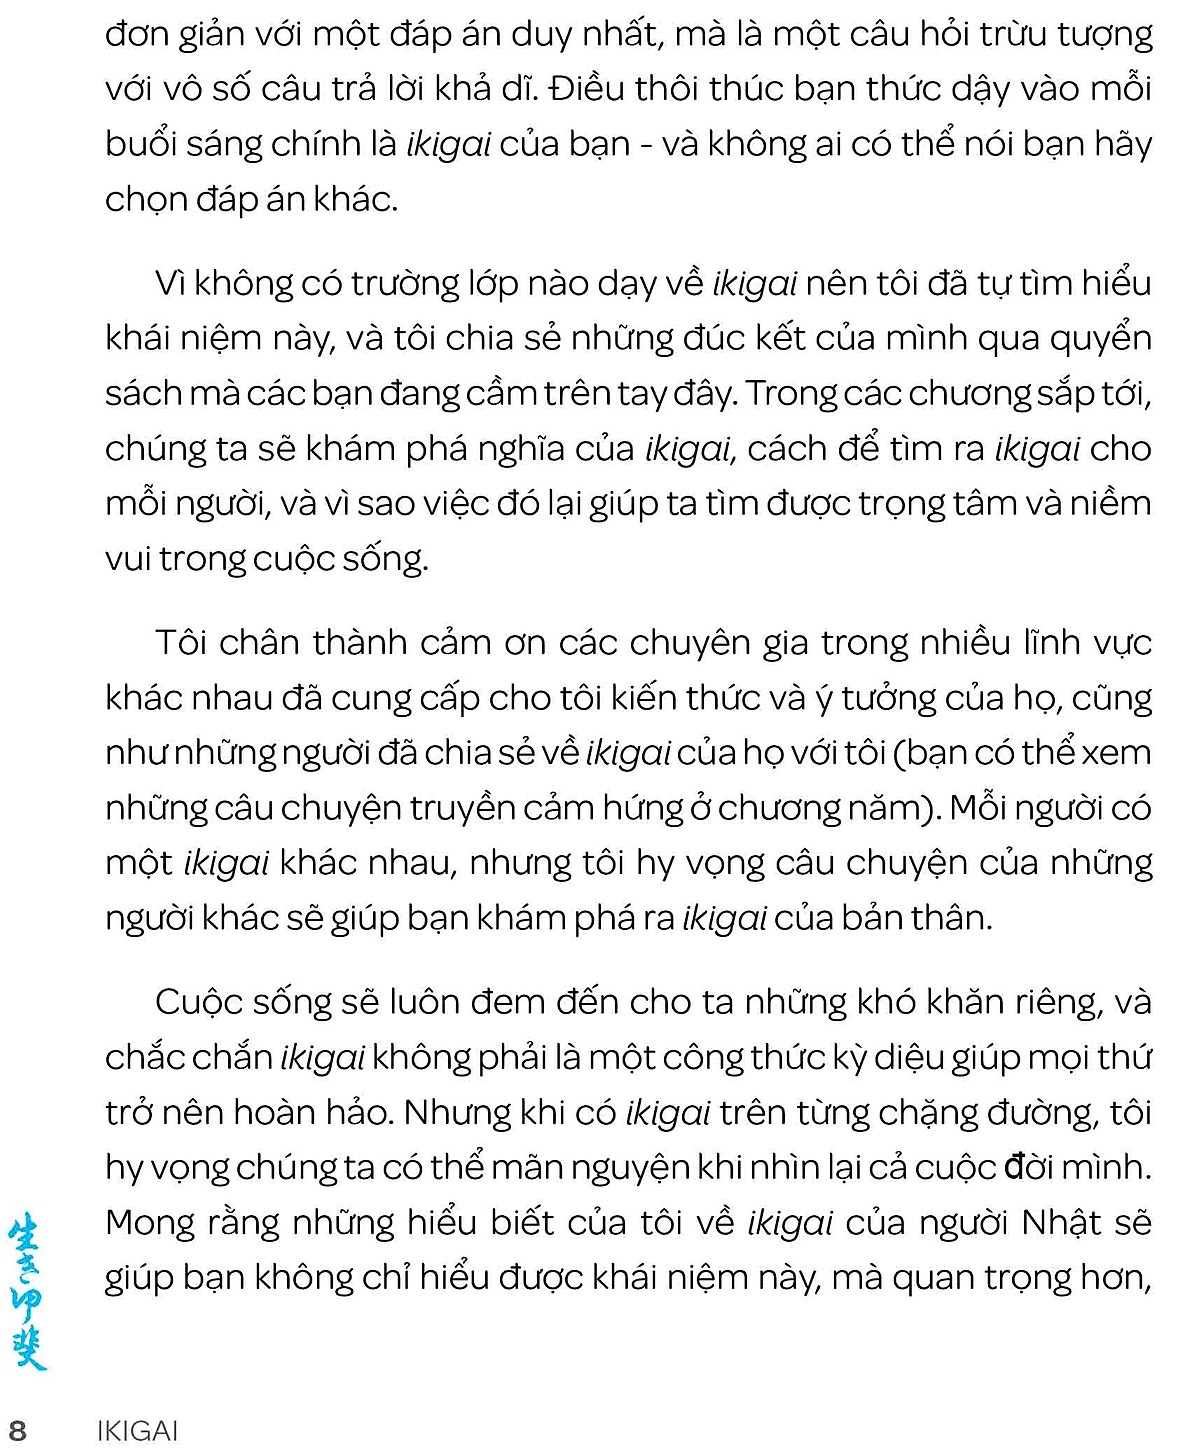 đơn giản với một đáp án duy nhất, mà là một câu hỏi trừu tượng
với vô số câu trả lời khả dĩ. Điều thôi thúc bạn thức dậy vào mỗi
buổi sáng chính là ikigai của bạn - và không ai có thể nói bạn hãy
chọn đáp án khác.
Vì không có trường lớp nào dạy về ikigai nên tôi đã tự tìm hiểu
khái niệm này, và tôi chia sẻ những đúc kết của mình qua quyển
sách mà các bạn đang cầm trên tay đây. Trong các chương sắp tới,
chúng ta sẽ khám phá nghĩa của ikigai, cách để tìm ra ikigai cho
mỗi người, và vì sao việc đó lại giúp ta tìm được trọng tâm và niềm
vui trong cuộc sống.
Tôi chân thành cảm ơn các chuyên gia trong nhiều lĩnh vực
khác nhau đã cung cấp cho tôi kiến thức và ý tưởng của họ, cũng
như những người đã chia sẻ về ikigai của họ với tôi (bạn có thể xem
những câu chuyện truyền cảm hứng ở chương năm). Mỗi người có
một ikigai khác nhau, nhưng tôi hy vọng câu chuyện của những
người khác sẽ giúp bạn khám phá ra ikigai của bản thân.
Cuộc sống sẽ luôn đem đến cho ta những khó khăn riêng, và
chắc chắn ikigai không phải là một công thức kỳ diệu giúp mọi thứ
trở nên hoàn hảo. Nhưng khi có ikigai trên từng chặng đường, tôi
hy vọng chúng ta có thể mãn nguyện khi nhìn lại cả cuộc đời mình.
Mong rằng những hiểu biết của tôi về ikigai của người Nhật sẽ
giúp bạn không chỉ hiểu được khái niệm này, mà quan trọng hơn,
生き甲斐
8 IKIGAI